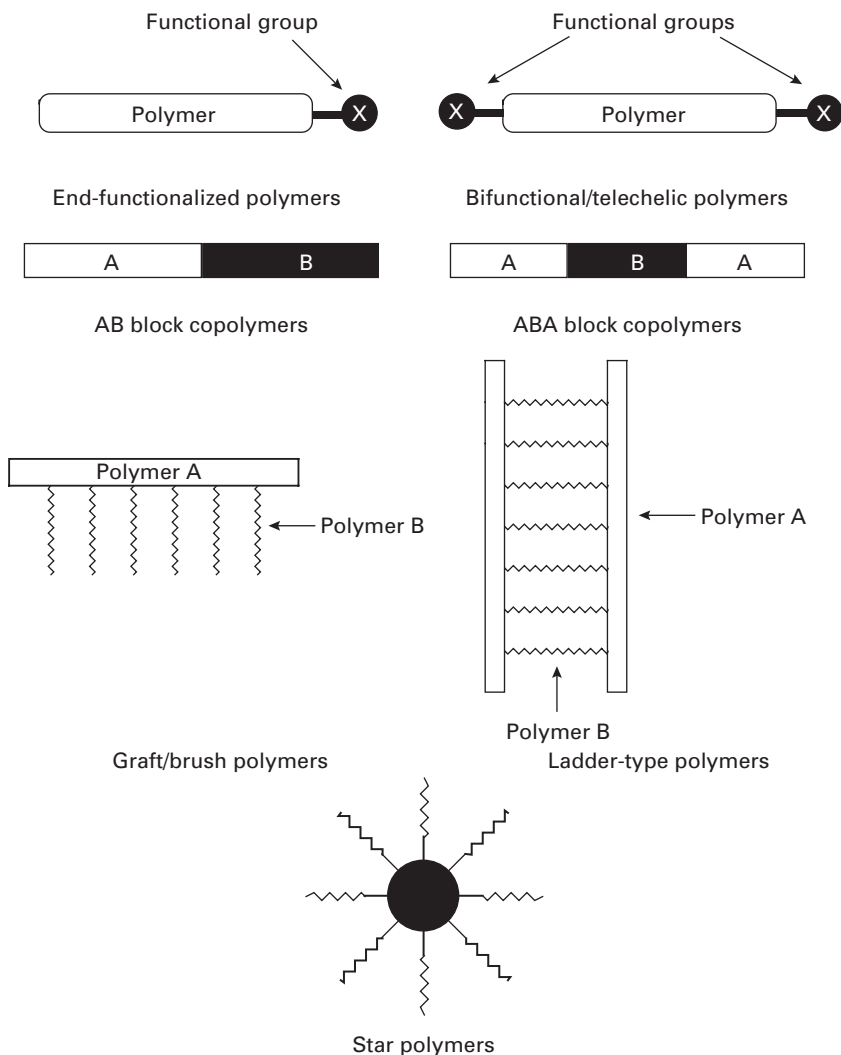 Functional group
Functional groups
Polymer
X
X
Polymer
X
End-functionalized polymers
Bifunctional/telechelic polymers
A
B
A
B
A
AB block copolymers
ABA block copolymers
Polymer A
Polymer B
Polymer A
Polymer B
Graft/brush polymers
Ladder-type polymers
Star polymers